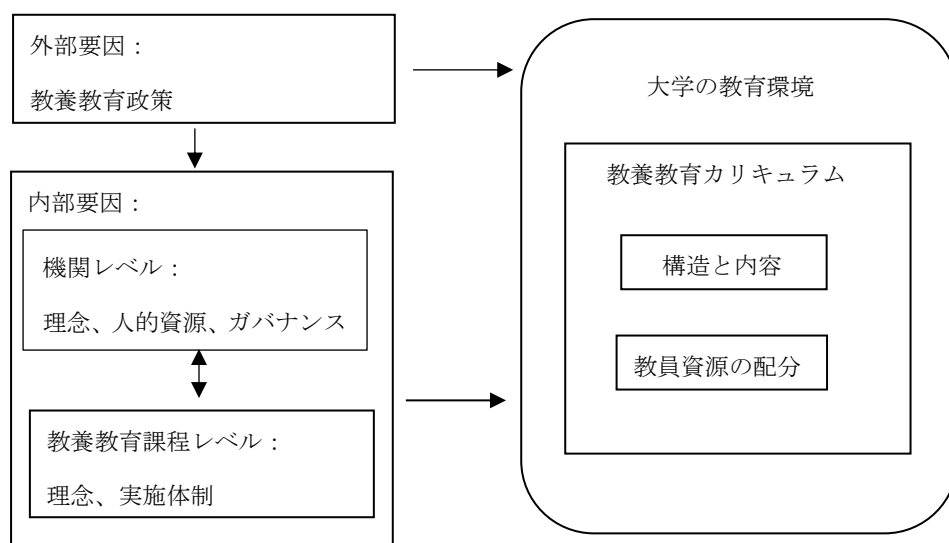 外部要因：
教養教育政策
内部要因：
機関レベル：
理念、人的資源、ガバナンス
教養教育課程レベル：
理念、実施体制
大学の教育環境
教養教育カリキュラム
構造と内容
教員資源の配分